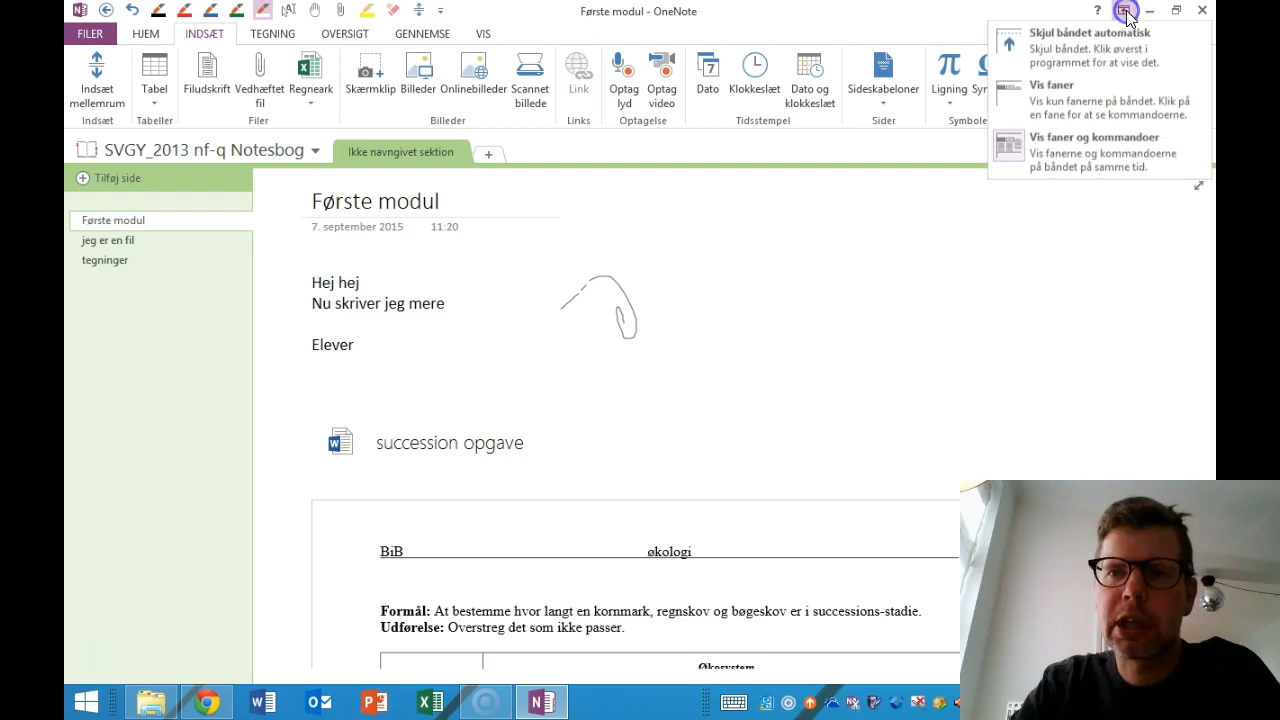 Første modul - OneNote
?
FILER HJEM INDSÆT TEGNING OVERSIGT GENNEMSE VIS
Indsæt mellemrum
Tabel
Filudskrift
Vedhæftet fil
Regneark
Skærmklip
Billeder
Onlinebilleder
Scannet billede
Link
Optag lyd
Optag video
Dato
Klokkeslæt
Dato og klokkeslæt
Sideskabeloner
Ligning
Indsæt Tabeller Filer Billeder Links Optagelse Tidsstempel Sider
Skjul båndet automatisk
Skjul båndet. Klik øverst i
programmet for at vise det.
Vis faner
Vis kun fanerne på båndet. Klik på
en fane for at se kommandoerne.
Vis faner og kommandoer
Vis fanerne og kommandoerne
på båndet på samme tid.
SVGY_2013 nf-q Notesbog Ikke navngivet sektion +
Tilføj side
Første modul
jeg er en fil
tegninger
Første modul
7. september 2015 11:20
Hej hej
Nu skriver jeg mere
Elever
succession opgave
BiB økologi
Formål: At bestemme hvor langt en kornmark, regnskov og bøgeskov er i successions-stadie.
Udførelse: Overstreg det som ikke passer.
Økosystem